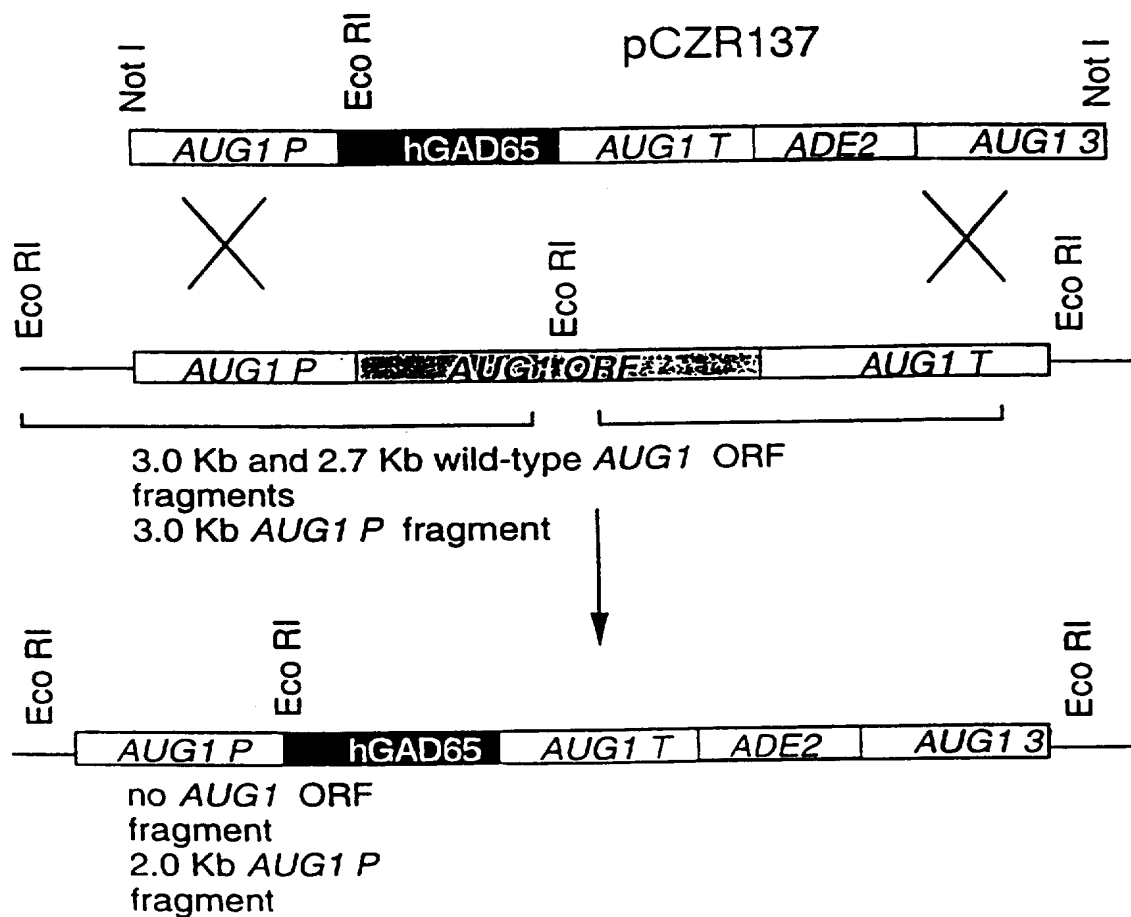 pCZR137
Not I
Eco RI
Not I
AUG1 P hGAD65 AUG1 T ADE2 AUG1 3
Eco RI
Eco RI
Eco RI
AUG1 P AUG1 ORF AUG1 T
3.0 Kb and 2.7 Kb wild-type AUG1 ORF
fragments
3.0 Kb AUG1 P fragment
Eco RI
Eco RI
Eco RI
AUG1 P hGAD65 AUG1 T ADE2 AUG1 3
no AUG1 ORF
fragment
2.0 Kb AUG1 P
fragment